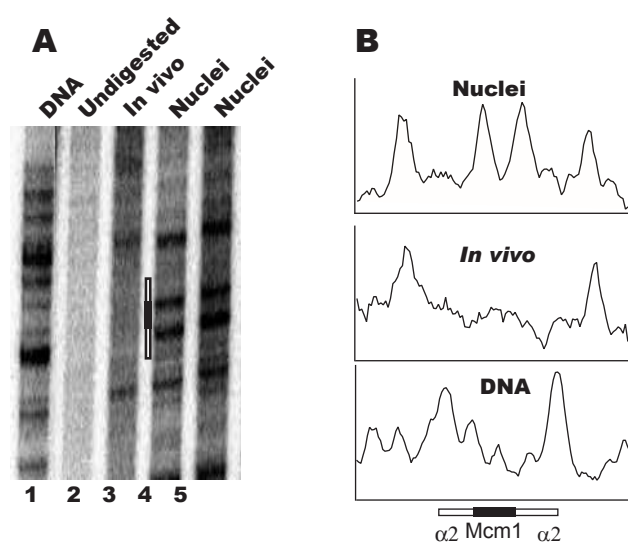 A
DNA
Undigested
In vivo
Nuclei
Nuclei
1 2 3 4 5
B
Nuclei
In vivo
DNA
α2 Mcm1 α2